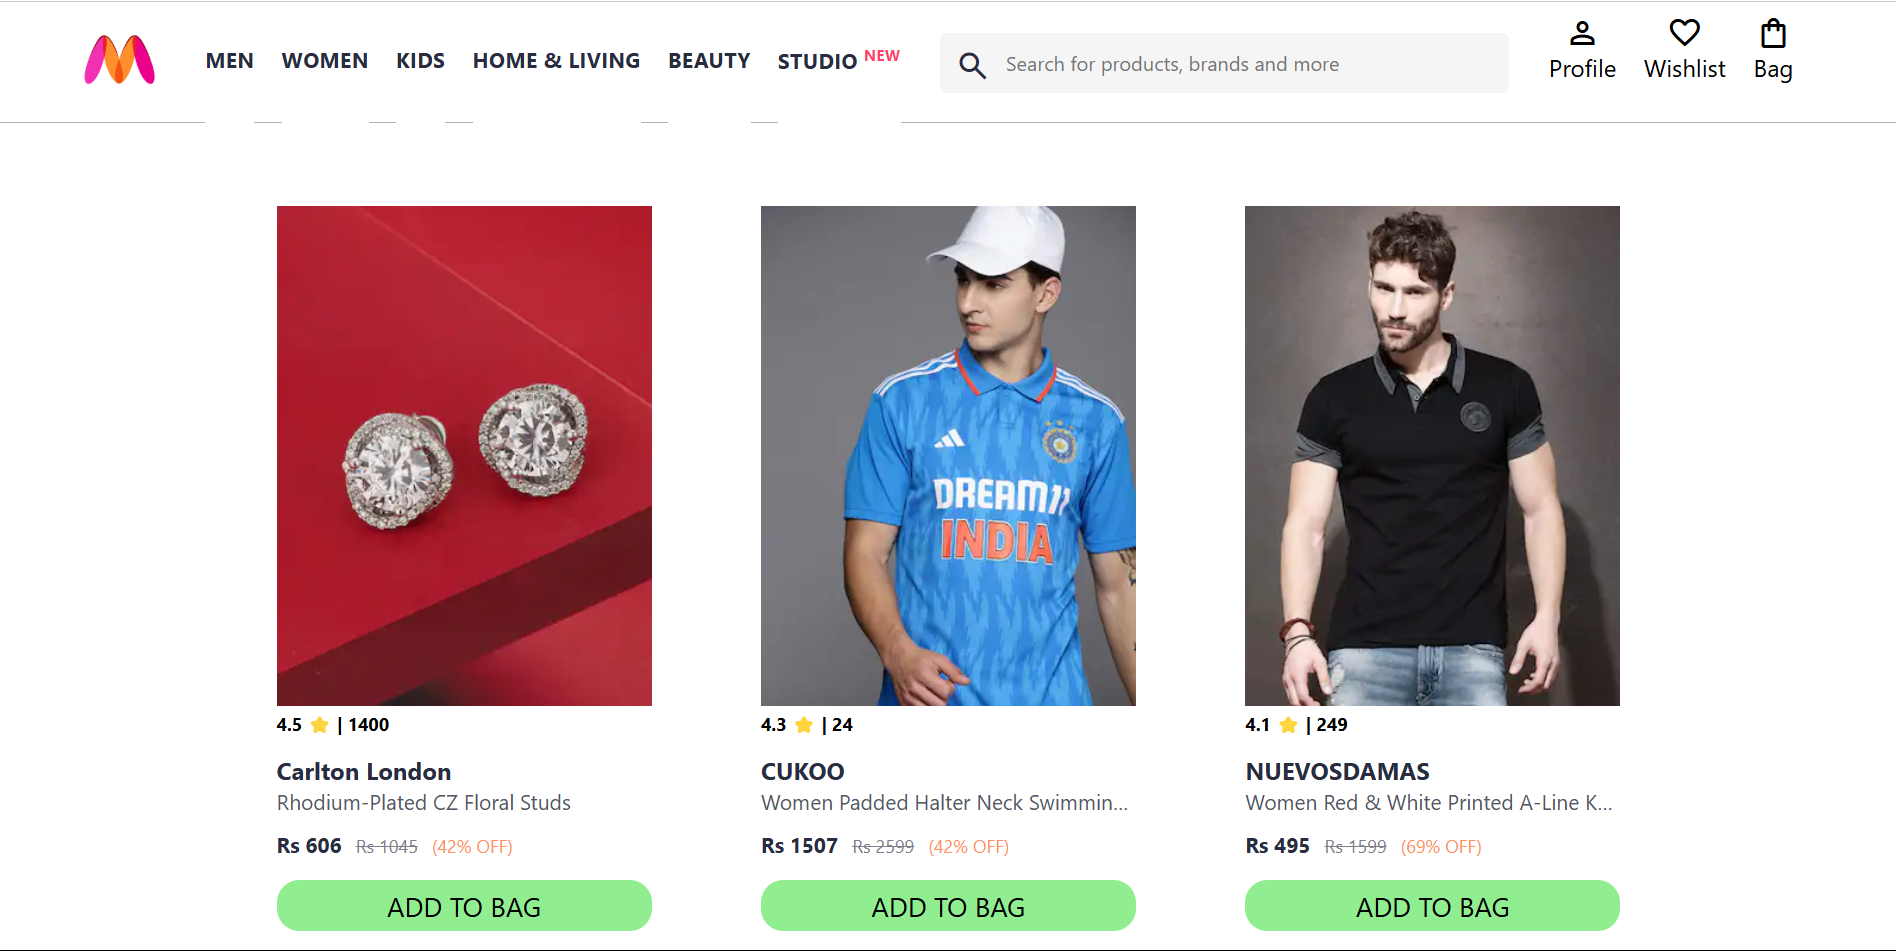 MEN WOMEN KIDS HOME & LIVING BEAUTY STUDIO NEW
Search for products, brands and more
Profile Wishlist Bag
DREAM11
INDIA
4.5 | 1400
Carlton London
Rhodium-Plated CZ Floral Studs
Rs 606 Rs 1045 (42% OFF)
ADD TO BAG
4.3 | 24
CUKOO
Women Padded Halter Neck Swimmin...
Rs 1507 Rs 2599 (42% OFF)
ADD TO BAG
4.1 | 249
NUEVOSDAMAS
Women Red & White Printed A-Line K...
Rs 495 Rs 1599 (69% OFF)
ADD TO BAG